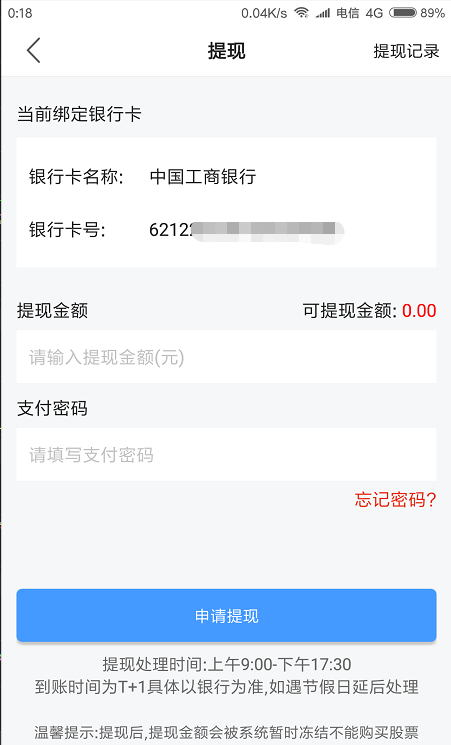 0:18 0.04K/s 电信 4G 89%
提现 提现记录
当前绑定银行卡
银行卡名称: 中国工商银行
银行卡号: 6212
提现金额 可提现金额: 0.00
请输入提现金额(元)
支付密码
请填写支付密码
忘记密码?
申请提现
提现处理时间:上午9:00-下午17:30
到账时间为T+1具体以银行为准,如遇节假日延后处理
温馨提示:提现后,提现金额会被系统暂时冻结不能购买股票